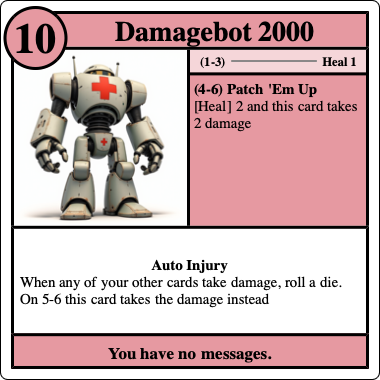 10
Damagebot 2000
(1-3) Heal 1
(4-6) Patch 'Em Up
[Heal] 2 and this card takes
2 damage
Auto Injury
When any of your other cards take damage, roll a die.
On 5-6 this card takes the damage instead
You have no messages.